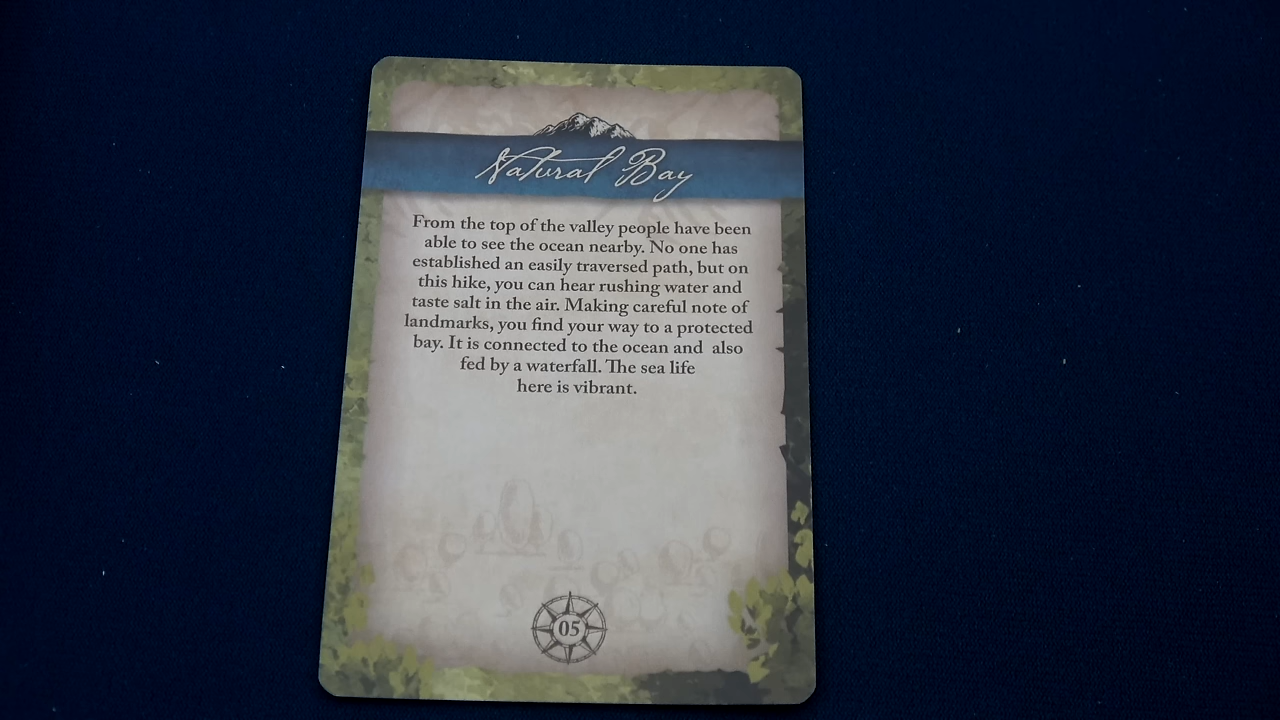 Natural Bay
From the top of the valley people have been
able to see the ocean nearby. No one has
established an easily traversed path, but on
this hike, you can hear rushing water and
taste salt in the air. Making careful note of
landmarks, you find your way to a protected
bay. It is connected to the ocean and  also
fed by a waterfall. The sea life
here is vibrant.
05